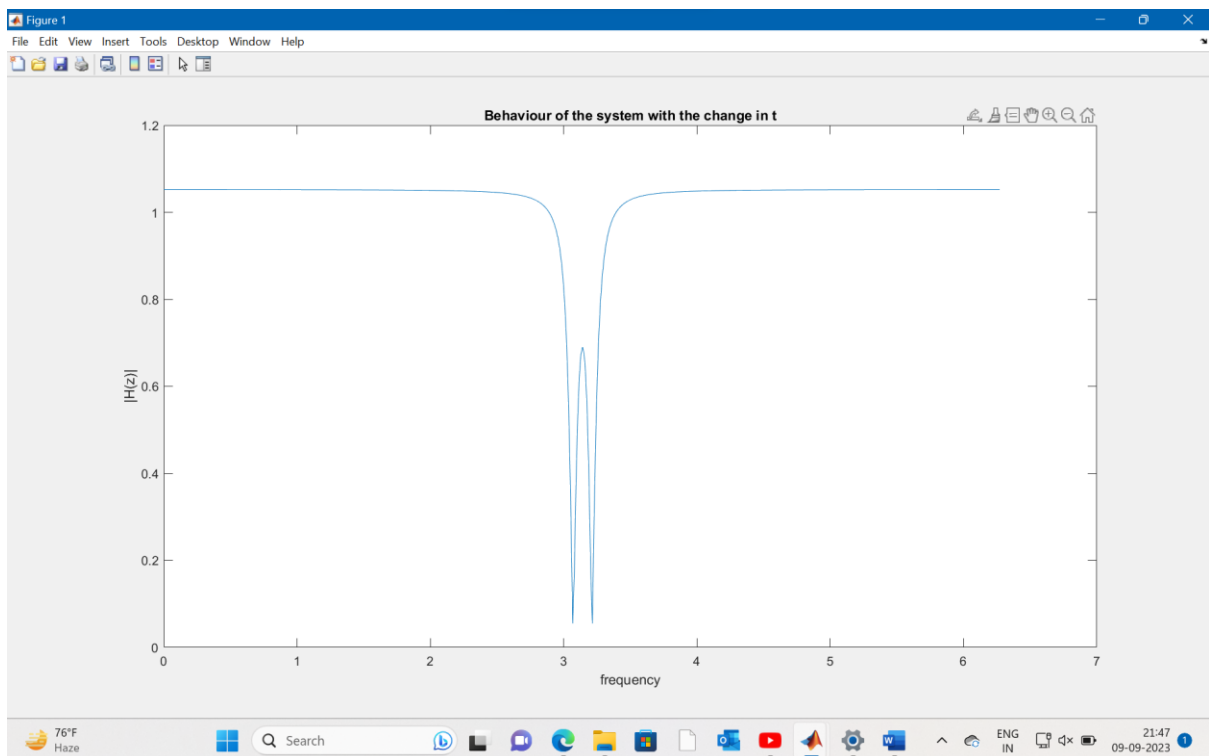 Figure 1
File Edit View Insert Tools Desktop Window Help
Behaviour of the system with the change in t
1.2
1
0.8
0.6
0.4
0.2
0
|H(z)|
0 1 2 3 4 5 6 7
frequency
76°F
Haze
Search
ENG
IN
21:47
09-09-2023
1